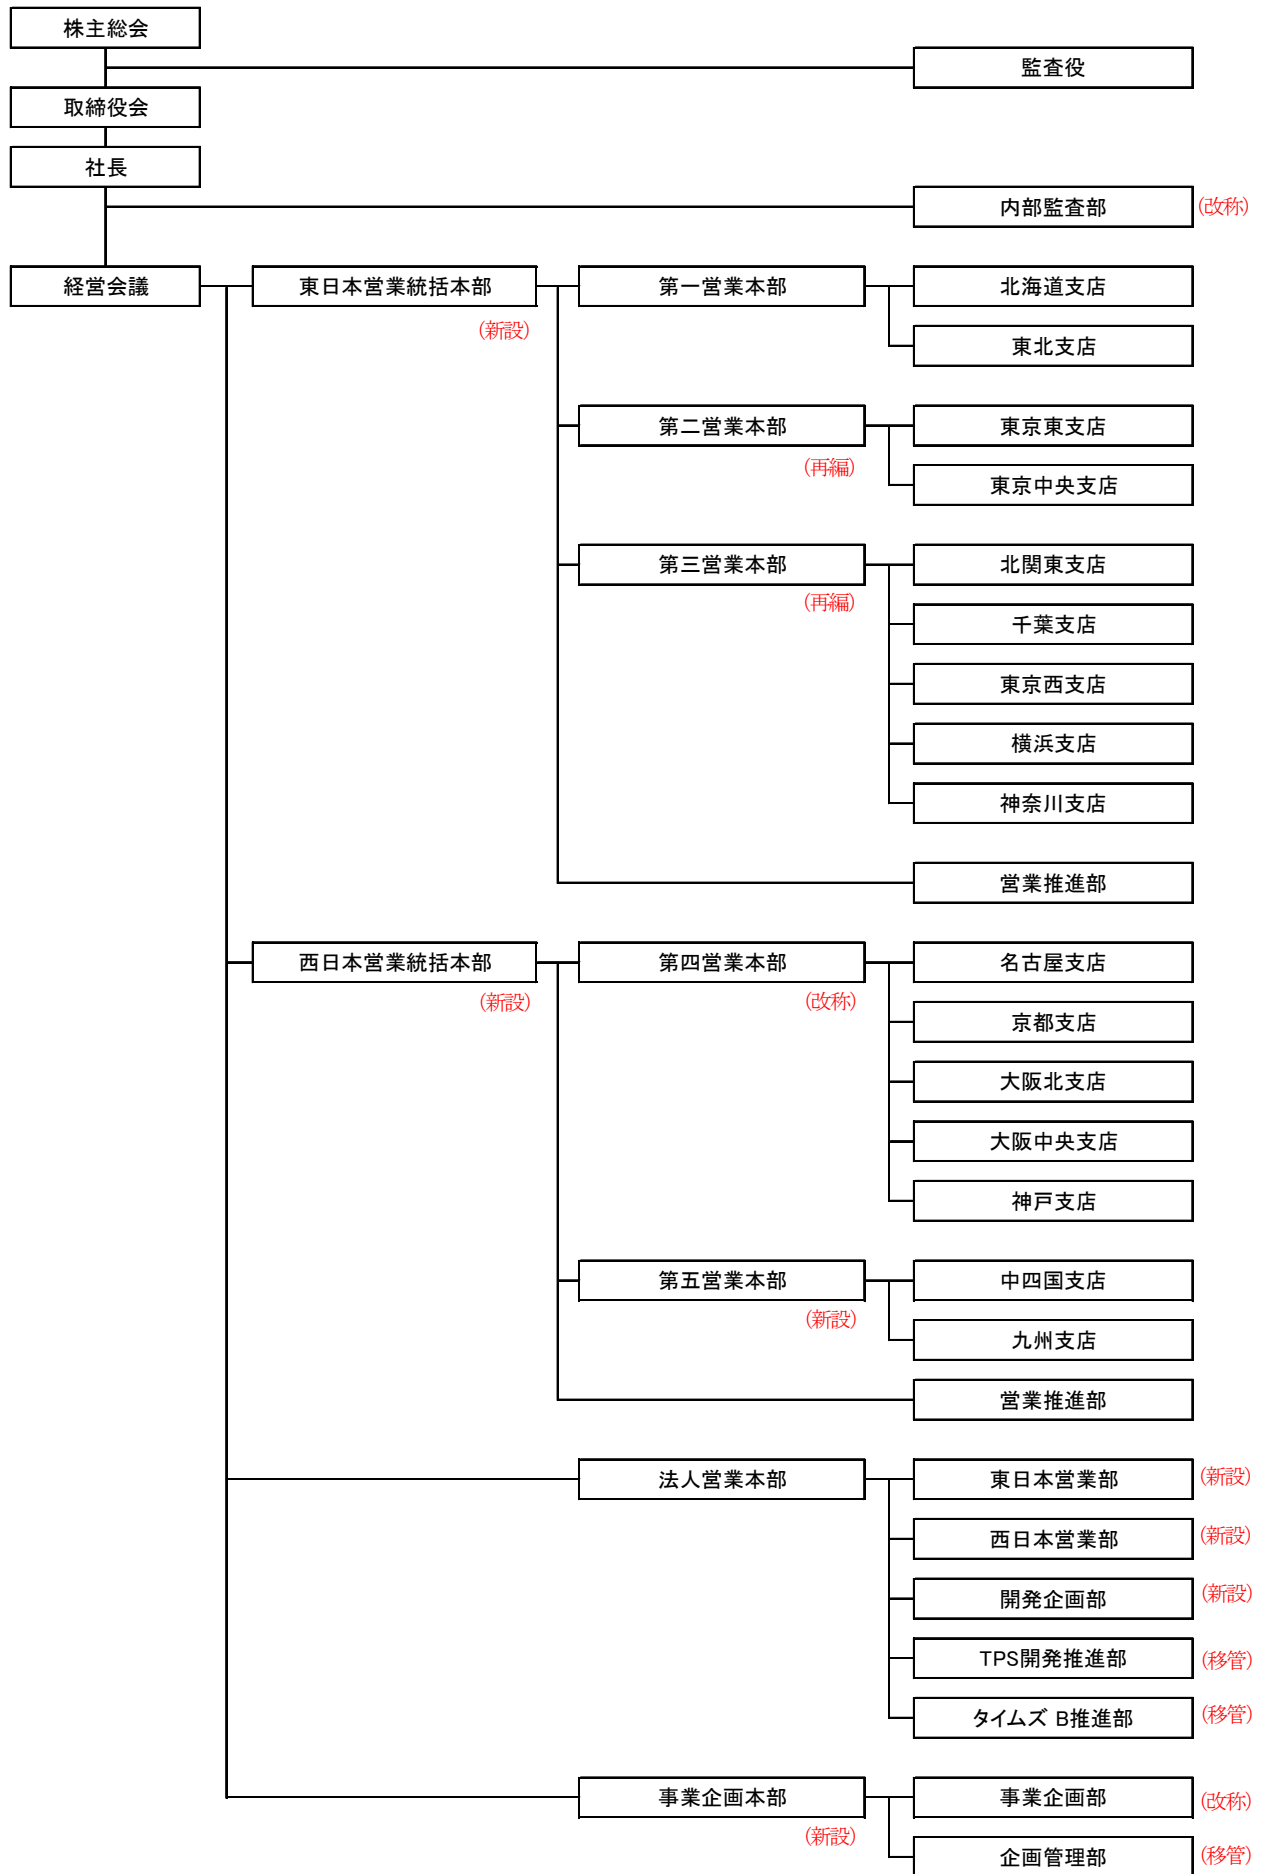 株主総会
監査役
取締役会
社長
内部監査部 (改称)
経営会議 東日本営業統括本部 第一営業本部 北海道支店
(新設)
東北支店
第二営業本部 東京東支店
(再編)
東京中央支店
第三営業本部 北関東支店
(再編)
千葉支店
東京西支店
横浜支店
神奈川支店
営業推進部
西日本営業統括本部 第四営業本部 名古屋支店
(新設) (改称)
京都支店
大阪北支店
大阪中央支店
神戸支店
第五営業本部 中四国支店
(新設)
九州支店
営業推進部
法人営業本部 東日本営業部 (新設)
西日本営業部 (新設)
開発企画部 (新設)
TPS開発推進部 (移管)
タイムズ B推進部 (移管)
事業企画本部 事業企画部 (改称)
(新設)
企画管理部 (移管)